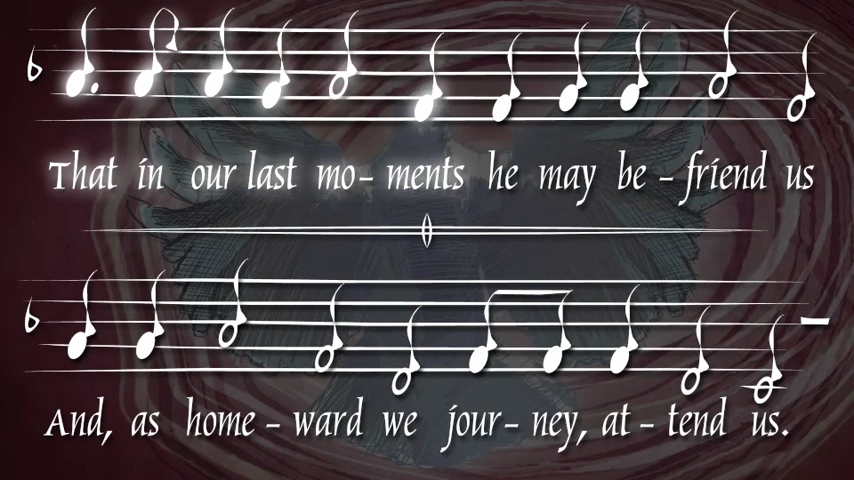 That in our last mo- ments he may be - friend us
And, as home - ward we jour- ney, at - tend us.